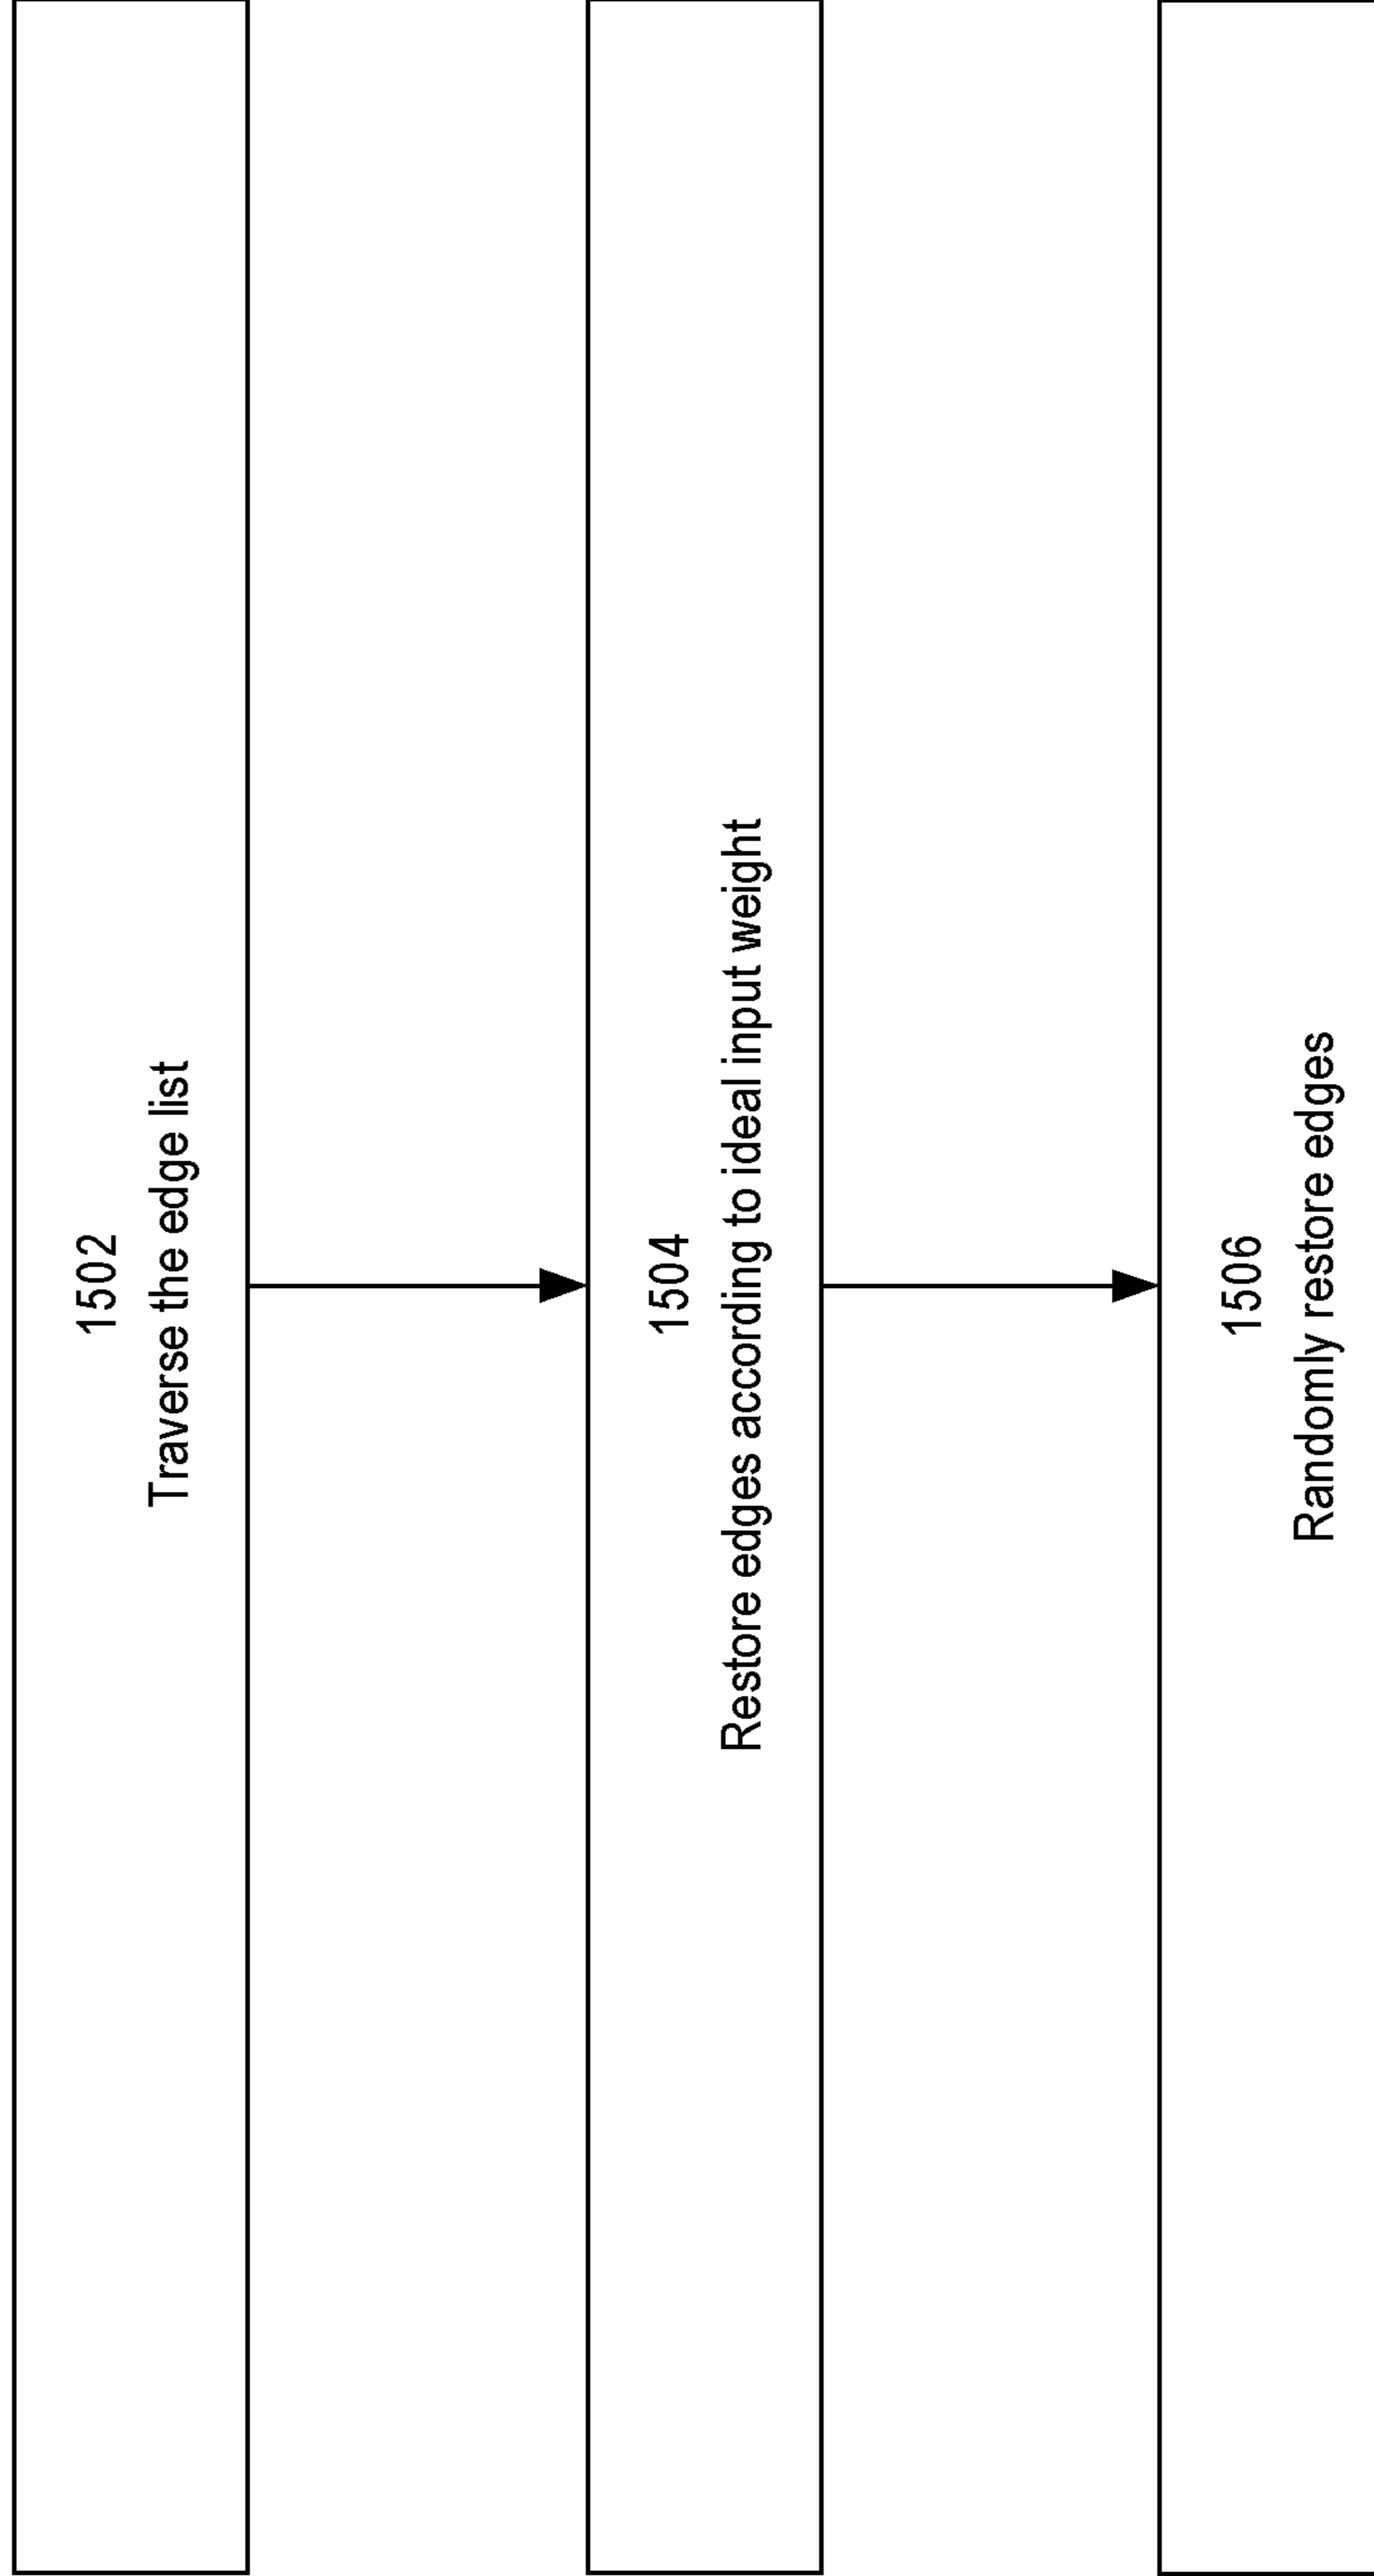 1502
Traverse the edge list
1504
Restore edges according to ideal input weight
1506
Randomly restore edges